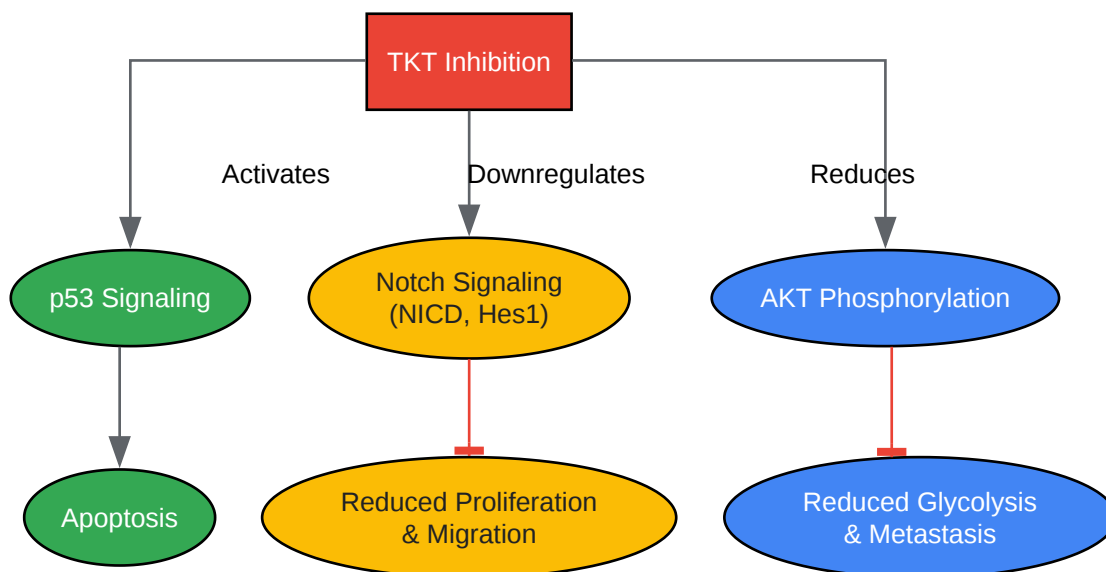 TKT Inhibition
Activates
Downregulates
Reduces
p53 Signaling
Notch Signaling
(NICD, Hes1)
AKT Phosphorylation
Apoptosis
Reduced Proliferation
& Migration
Reduced Glycolysis
& Metastasis